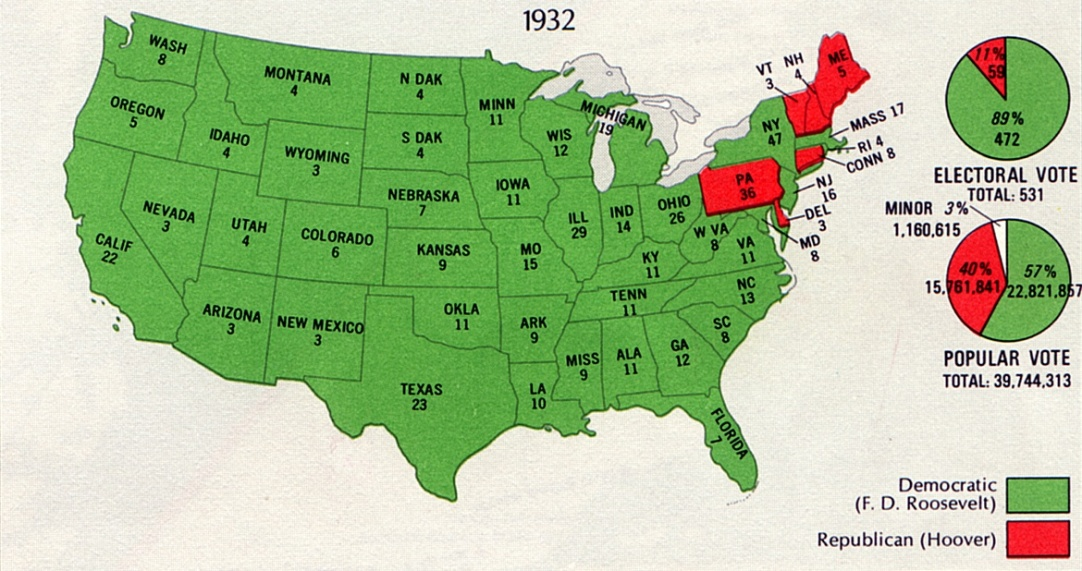 1932
WASH
8
OREGON
5
CALIF
22
NEVADA
3
IDAHO
4
MONTANA
4
WYOMING
3
UTAH
4
COLORADO
6
ARIZONA
3
NEW MEXICO
3
N DAK
4
S DAK
4
NEBRASKA
7
KANSAS
9
OKLA
11
TEXAS
23
MINN
11
IOWA
11
MO
15
ARK
9
LA
10
WIS
12
ILL
29
MICHIGAN
19
IND
14
OHIO
26
KY
11
TENN
11
MISS
9
ALA
11
GA
12
FLORIDA
7
SC
8
NC
13
VA
11
W VA
8
PA
36
NY
47
VT
3
NH
4
ME
5
MASS 17
RI 4
CONN 8
NJ
16
DEL
3
MD
8
11%
59
89%
472
ELECTORAL VOTE
TOTAL: 531
MINOR 3%
1,160,615
40%
15,761,841
57%
22,821,857
POPULAR VOTE
TOTAL: 39,744,313
Democratic
(F. D. Roosevelt)
Republican (Hoover)